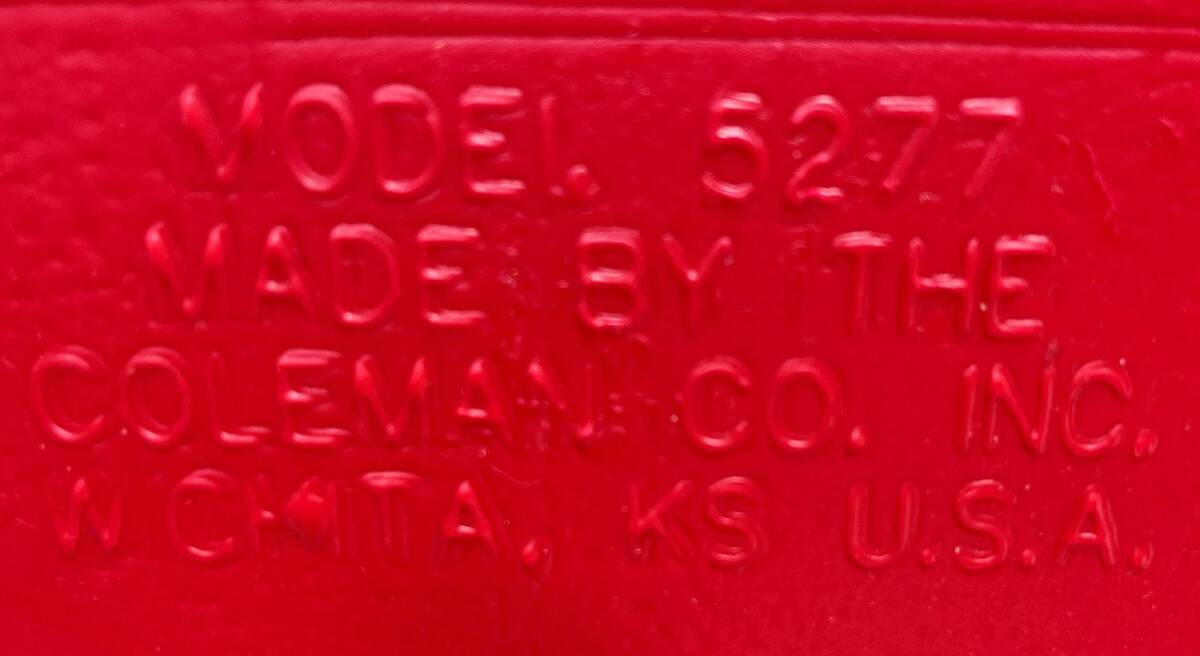 MODEL 5277
MADE BY THE
COLEMAN CO. INC.
WICHITA, KS U.S.A.